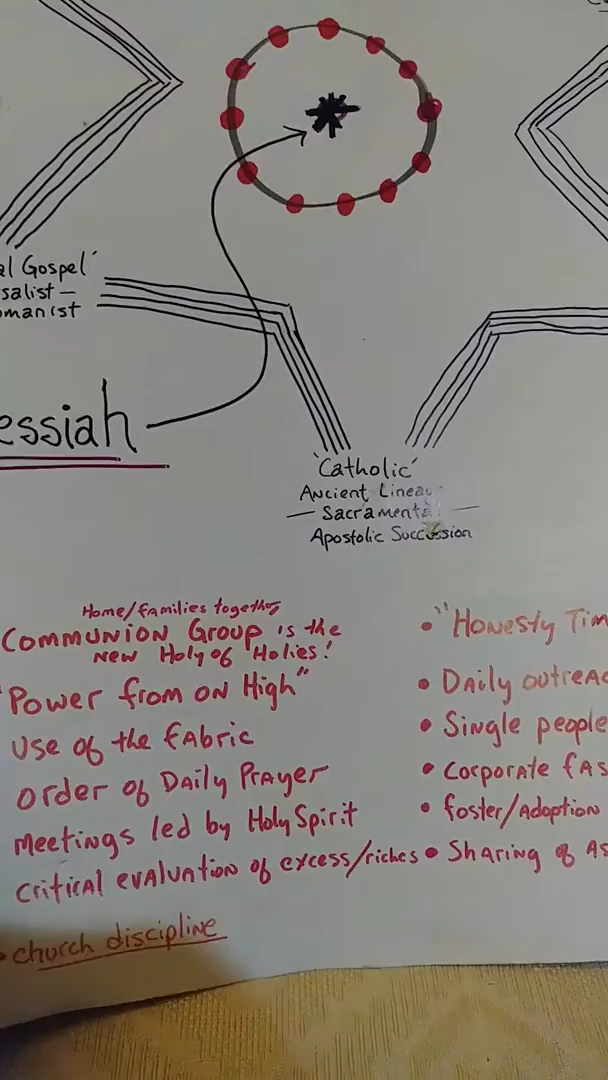 al Gospel'
salist —
manist
essiah
'Catholic'
Ancient Lineag
— Sacramental —
Apostolic Succession
Home/families together
Communion Group is the
new Holy of Holies!
"Power from on High"
Use of the fabric
order of Daily Prayer
meetings led by Holy Spirit
critical evaluation of excess/riches
• church discipline
• "Honesty Tim
• Daily outreac
• Single people
• corporate fas
• foster/Adoption
• Sharing of As